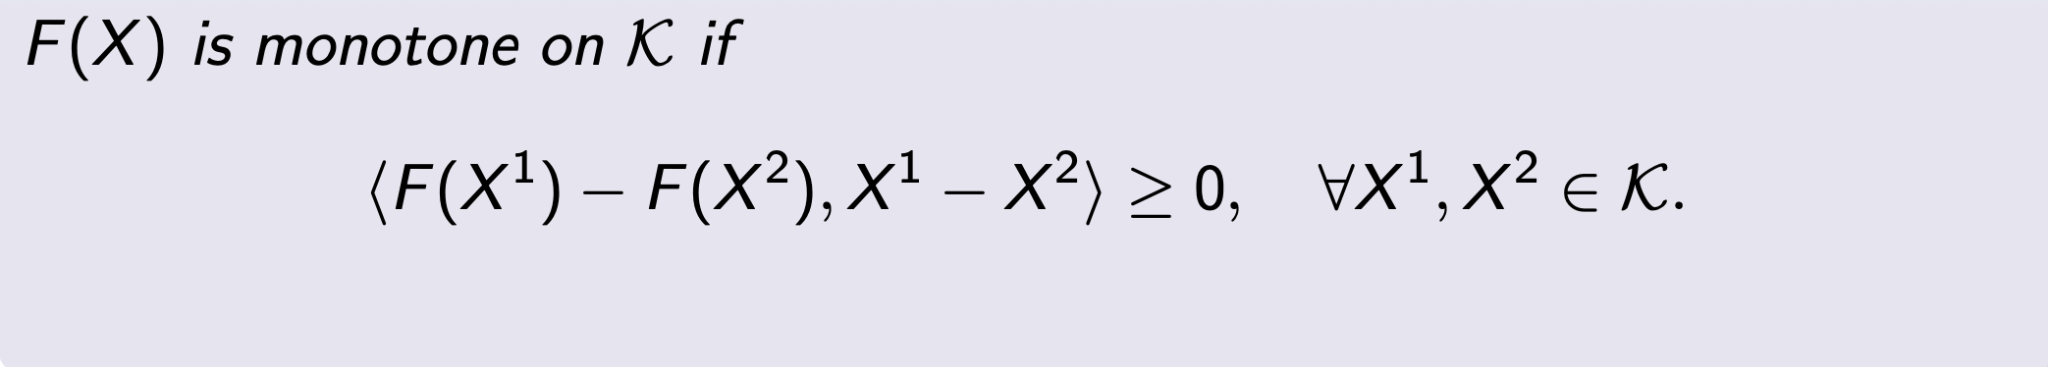 F(X) is monotone on 𝒦 if
⟨F(X¹) − F(X²), X¹ − X²⟩ ≥ 0, ∀X¹, X² ∈ 𝒦.